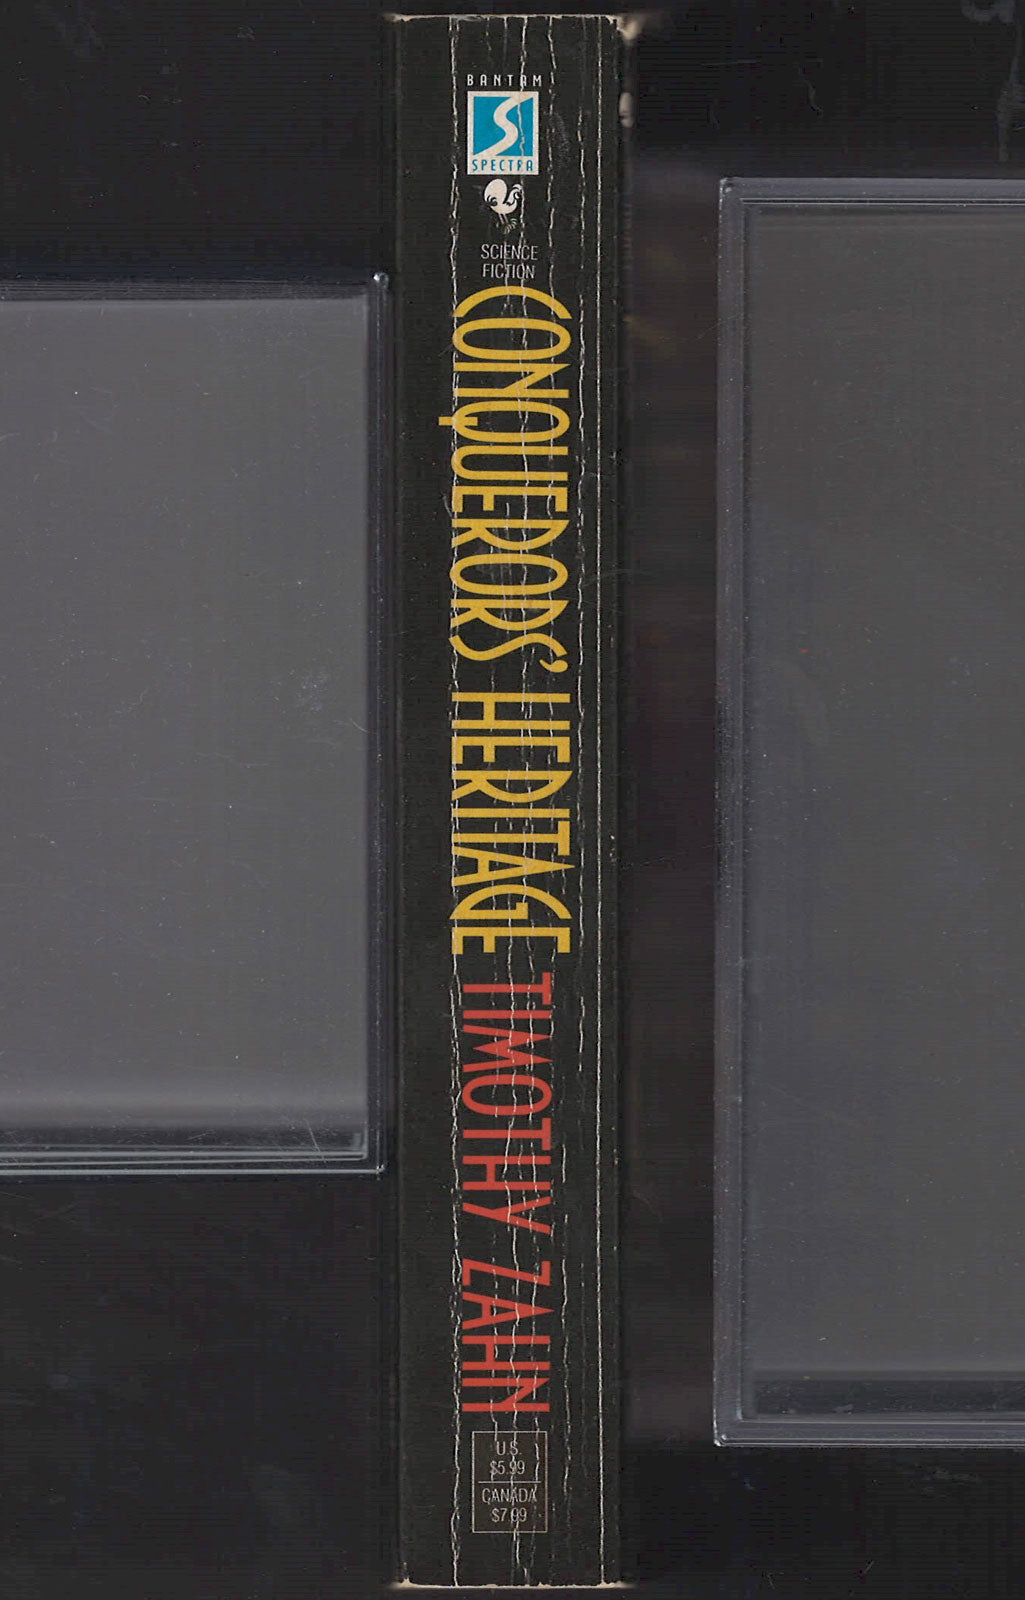 BANTAM
SPECTRA
SCIENCE
FICTION
CONQUERORS' HERITAGE
TIMOTHY ZAHN
U.S.
$5.99
CANADA
$7.99